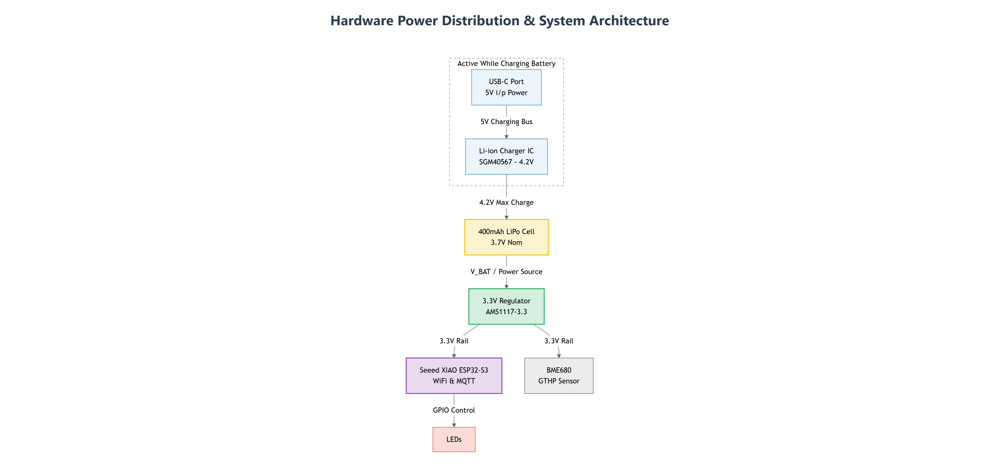 Hardware Power Distribution & System Architecture
Active While Charging Battery
USB-C Port
5V i/p Power
5V Charging Bus
Li-ion Charger IC
SGM40567 - 4.2V
4.2V Max Charge
400mAh LiPo Cell
3.7V Nom
V_BAT / Power Source
3.3V Regulator
AMS1117-3.3
3.3V Rail
3.3V Rail
Seeed XIAO ESP32-S3
WiFi & MQTT
BME680
GTHP Sensor
GPIO Control
LEDs